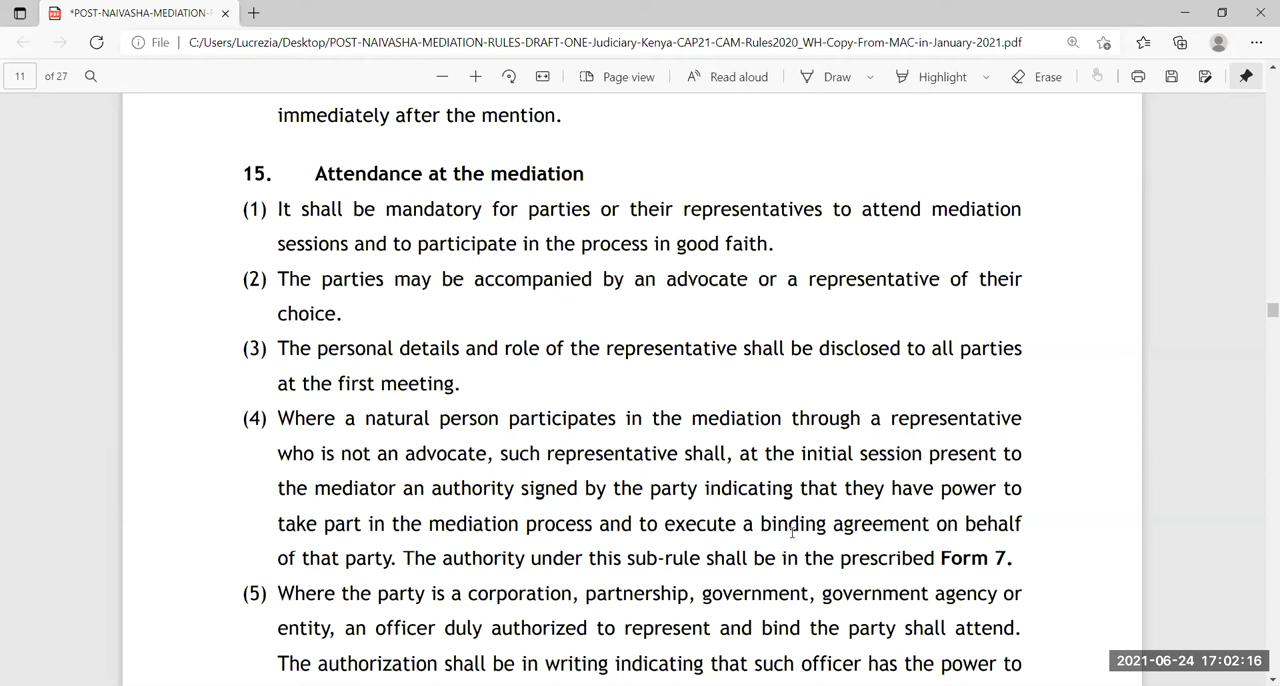 *POST-NAIVASHA-MEDIATION-
File C:/Users/Lucrezia/Desktop/POST-NAIVASHA-MEDIATION-RULES-DRAFT-ONE-Judiciary-Kenya-CAP21-CAM-Rules2020_WH-Copy-From-MAC-in-January-2021.pdf
11 of 27 Page view Read aloud Draw Highlight Erase
immediately after the mention.
15. Attendance at the mediation
(1) It shall be mandatory for parties or their representatives to attend mediation
sessions and to participate in the process in good faith.
(2) The parties may be accompanied by an advocate or a representative of their
choice.
(3) The personal details and role of the representative shall be disclosed to all parties
at the first meeting.
(4) Where a natural person participates in the mediation through a representative
who is not an advocate, such representative shall, at the initial session present to
the mediator an authority signed by the party indicating that they have power to
take part in the mediation process and to execute a binding agreement on behalf
of that party. The authority under this sub-rule shall be in the prescribed Form 7.
(5) Where the party is a corporation, partnership, government, government agency or
entity, an officer duly authorized to represent and bind the party shall attend.
The authorization shall be in writing indicating that such officer has the power to
2021-06-24 17:02:16